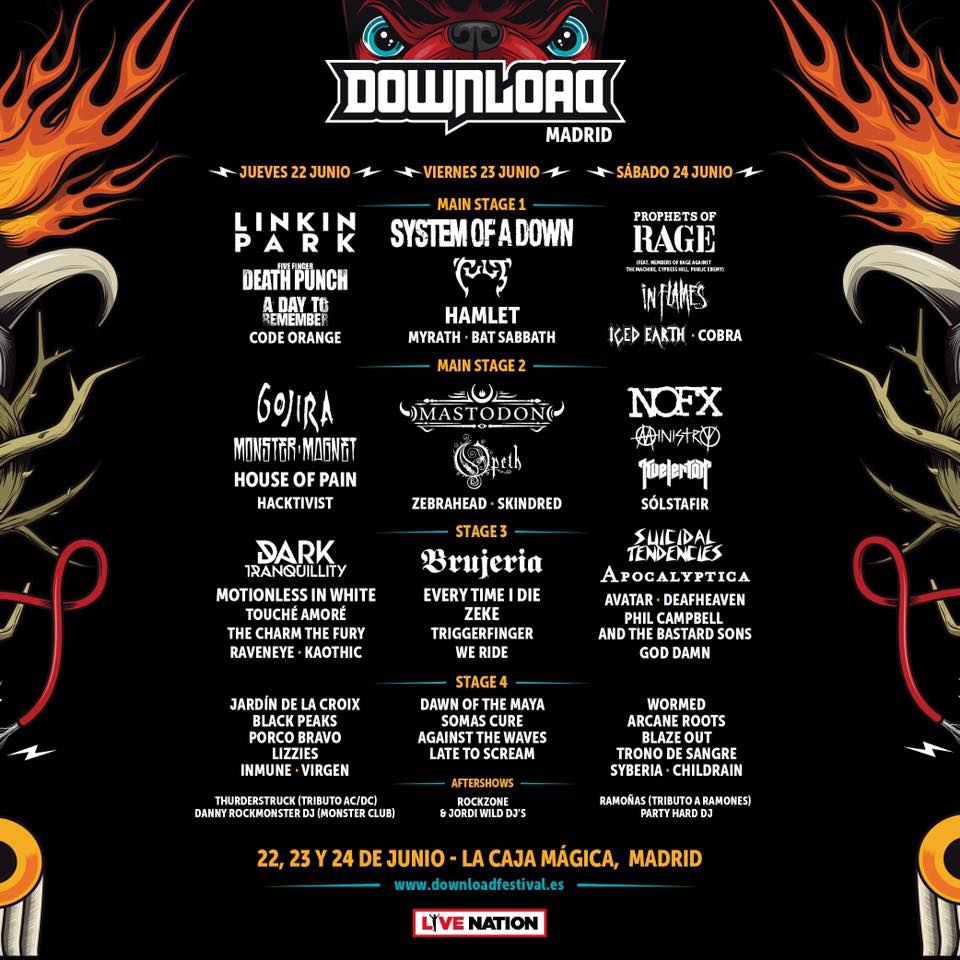 DOWNLOAD
MADRID
JUEVES 22 JUNIO
VIERNES 23 JUNIO
SÁBADO 24 JUNIO
MAIN STAGE 1
LINKIN
PARK
FIVE FINGER
DEATH PUNCH
A DAY TO
REMEMBER
CODE ORANGE
SYSTEM OF A DOWN
CULT
HAMLET
MYRATH · BAT SABBATH
PROPHETS OF
RAGE
(FEAT. MEMBERS OF RAGE AGAINST
THE MACHINE, CYPRESS HILL, PUBLIC ENEMY)
IN FLAMES
ICED EARTH · COBRA
MAIN STAGE 2
GOJIRA
MONSTER MAGNET
HOUSE OF PAIN
HACKTIVIST
MASTODON
Opeth
ZEBRAHEAD · SKINDRED
NOFX
MINISTRY
KVELERTAK
SÓLSTAFIR
STAGE 3
DARK
TRANQUILLITY
MOTIONLESS IN WHITE
TOUCHÉ AMORÉ
THE CHARM THE FURY
RAVENEYE · KAOTHIC
Brujeria
EVERY TIME I DIE
ZEKE
TRIGGERFINGER
WE RIDE
SUICIDAL
TENDENCIES
APOCALYPTICA
AVATAR · DEAFHEAVEN
PHIL CAMPBELL
AND THE BASTARD SONS
GOD DAMN
STAGE 4
JARDÍN DE LA CROIX
BLACK PEAKS
PORCO BRAVO
LIZZIES
INMUNE · VIRGEN
DAWN OF THE MAYA
SOMAS CURE
AGAINST THE WAVES
LATE TO SCREAM
WORMED
ARCANE ROOTS
BLAZE OUT
TRONO DE SANGRE
SYBERIA · CHILDRAIN
AFTERSHOWS
THURDERSTRUCK (TRIBUTO AC/DC)
DANNY ROCKMONSTER DJ (MONSTER CLUB)
ROCKZONE
& JORDI WILD DJ'S
RAMOÑAS (TRIBUTO A RAMONES)
PARTY HARD DJ
22, 23 Y 24 DE JUNIO - LA CAJA MÁGICA, MADRID
www.downloadfestival.es
LIVE NATION